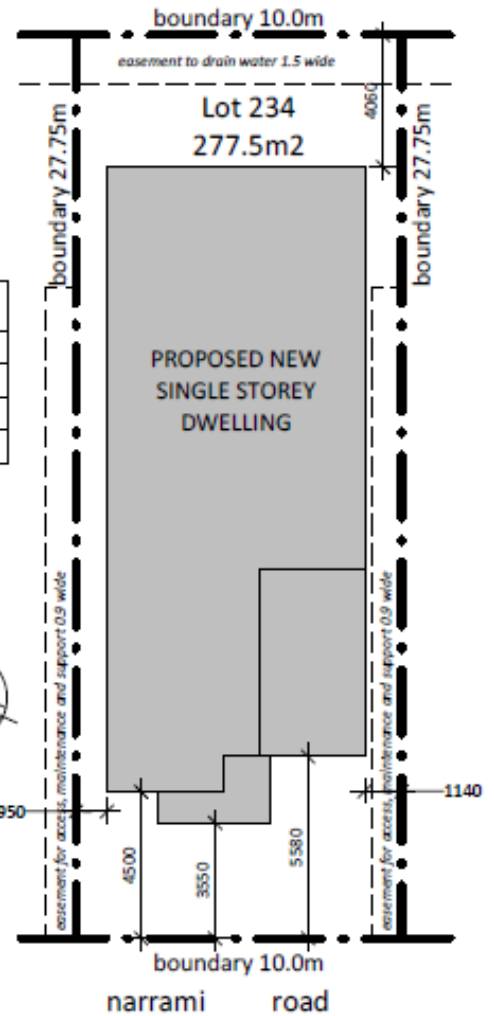 boundary 10.0m
easement to drain water 1.5 wide
Lot 234
277.5m2
4060
boundary 27.75m
boundary 27.75m
PROPOSED NEW
SINGLE STOREY
DWELLING
easement for access, maintenance and support 0.9 wide
easement for access, maintenance and support 0.9 wide
950
1140
4500
3550
5580
boundary 10.0m
narrami road